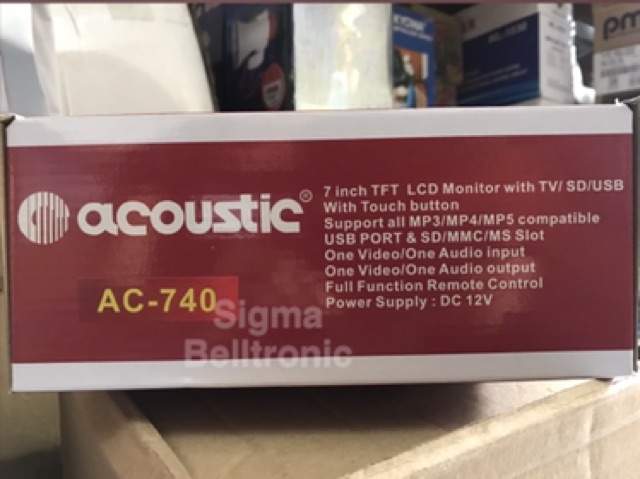 acoustic®
AC-740
7 inch TFT LCD Monitor with TV/ SD/USB
With Touch button
Support all MP3/MP4/MP5 compatible
USB PORT & SD/MMC/MS Slot
One Video/One Audio input
One Video/One Audio output
Full Function Remote Control
Power Supply : DC 12V
Sigma
Belltronic